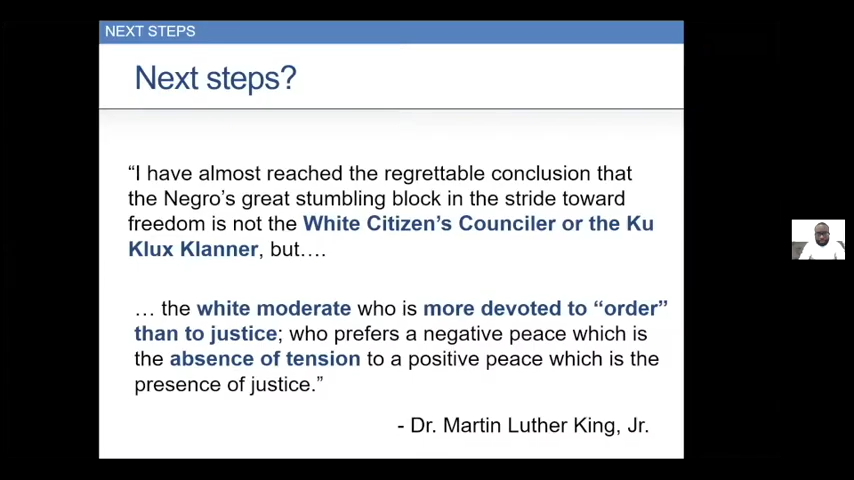 NEXT STEPS
Next steps?
“I have almost reached the regrettable conclusion that
the Negro’s great stumbling block in the stride toward
freedom is not the White Citizen’s Counciler or the Ku
Klux Klanner, but….
… the white moderate who is more devoted to “order”
than to justice; who prefers a negative peace which is
the absence of tension to a positive peace which is the
presence of justice.”
- Dr. Martin Luther King, Jr.